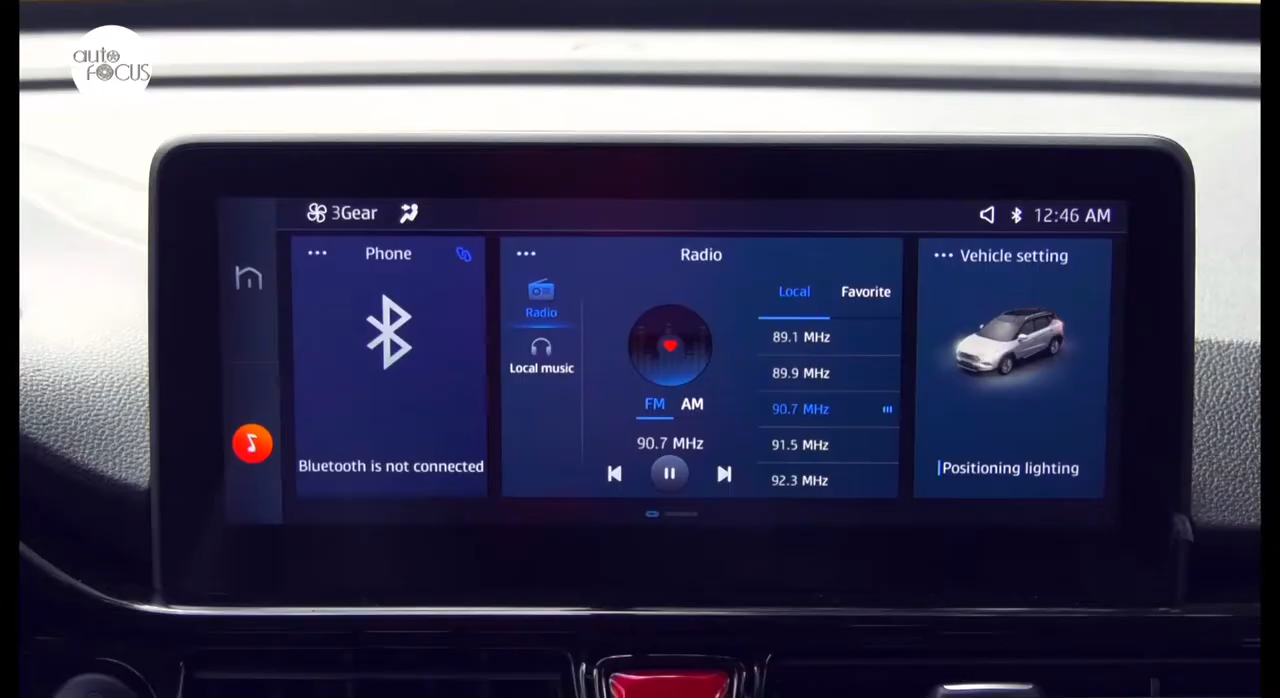 auto
FOCUS
3Gear
12:46 AM
Phone
Bluetooth is not connected
Radio
Radio
Local music
FM AM
90.7 MHz
Local Favorite
89.1 MHz
89.9 MHz
90.7 MHz
91.5 MHz
92.3 MHz
Vehicle setting
Positioning lighting